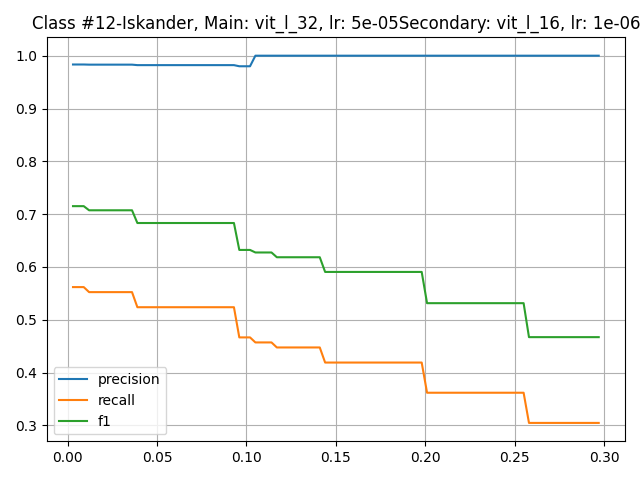 Class #12-Iskander, Main: vit_l_32, lr: 5e-05Secondary: vit_l_16, lr: 1e-06
1.0
0.9
0.8
0.7
0.6
0.5
0.4
0.3
precision
recall
f1
0.00 0.05 0.10 0.15 0.20 0.25 0.30